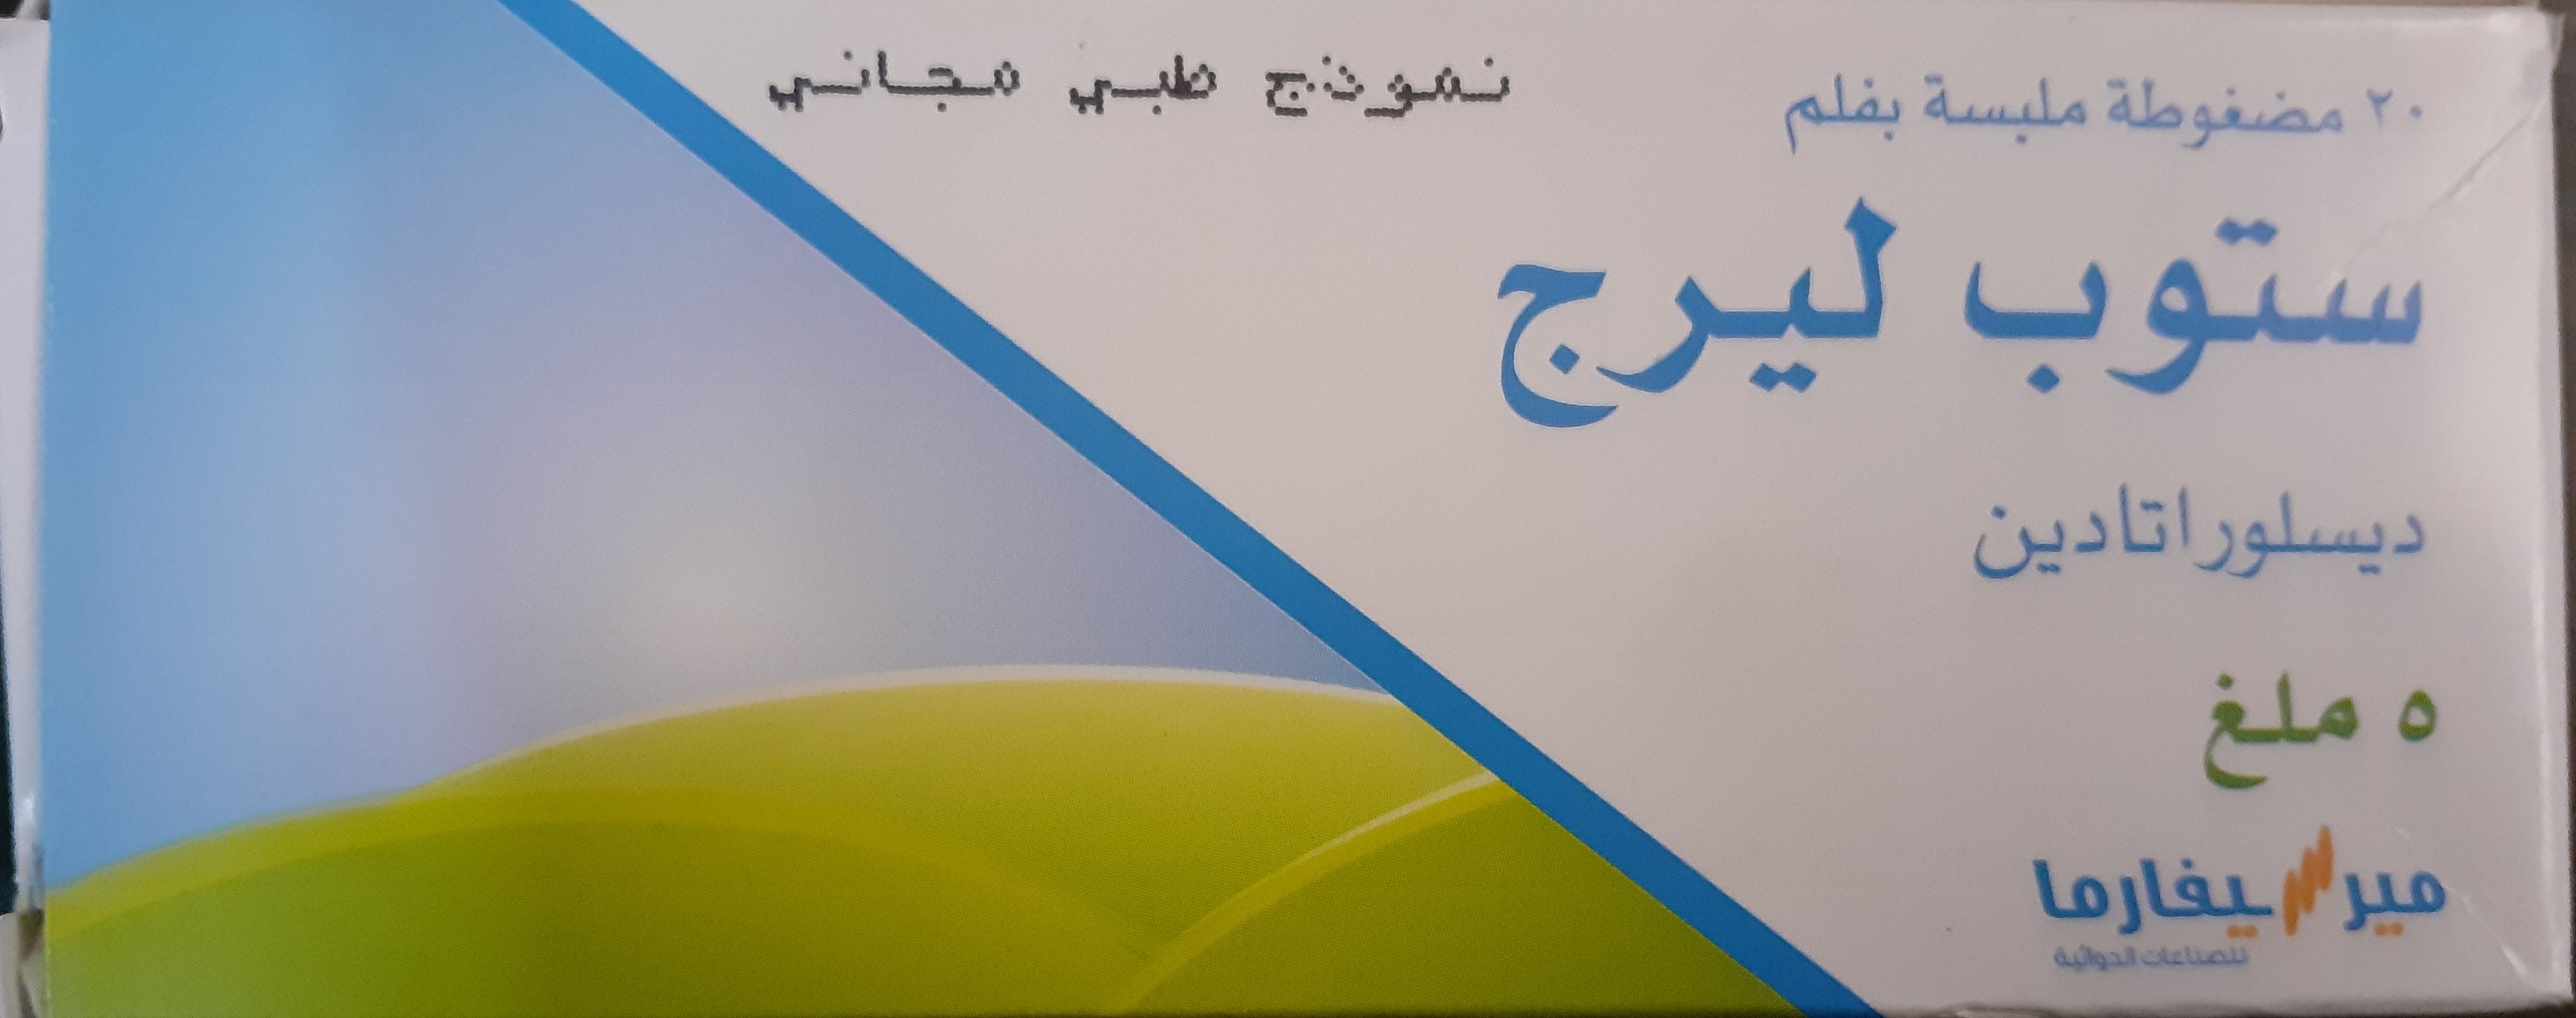 نموذج طبي مجاني
٢٠ مضغوطة ملبسة بفلم
ستوب ليرج
ديسلوراتادين
٥ ملغ
ميرسيفارما
للصناعات الدوائية